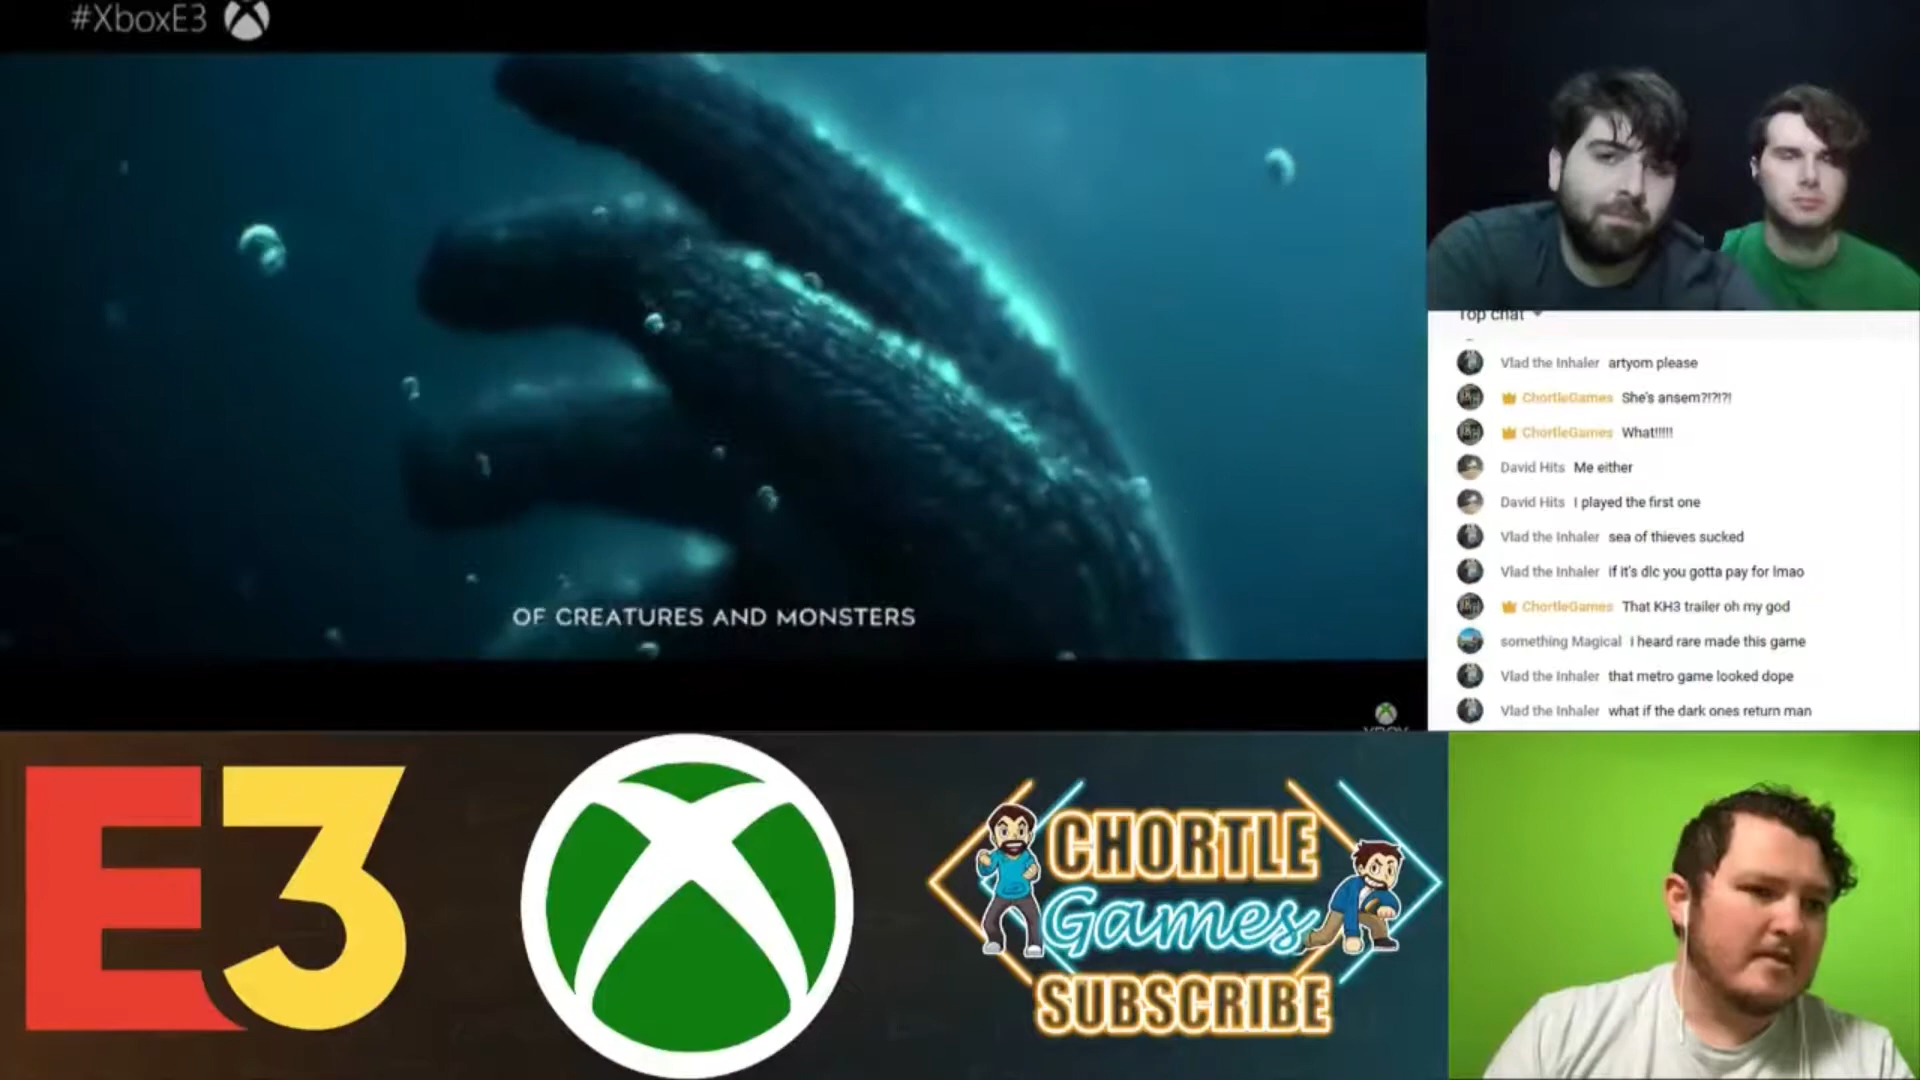 #XboxE3
OF CREATURES AND MONSTERS
XBOX
Top chat
Vlad the Inhaler artyom please
ChortleGames She's ansem?!?!?!
ChortleGames What!!!!!
David Hits Me either
David Hits I played the first one
Vlad the Inhaler sea of thieves sucked
Vlad the Inhaler if it's dlc you gotta pay for lmao
ChortleGames That KH3 trailer oh my god
something Magical I heard rare made this game
Vlad the Inhaler that metro game looked dope
Vlad the Inhaler what if the dark ones return man
E3
CHORTLE
Games
SUBSCRIBE